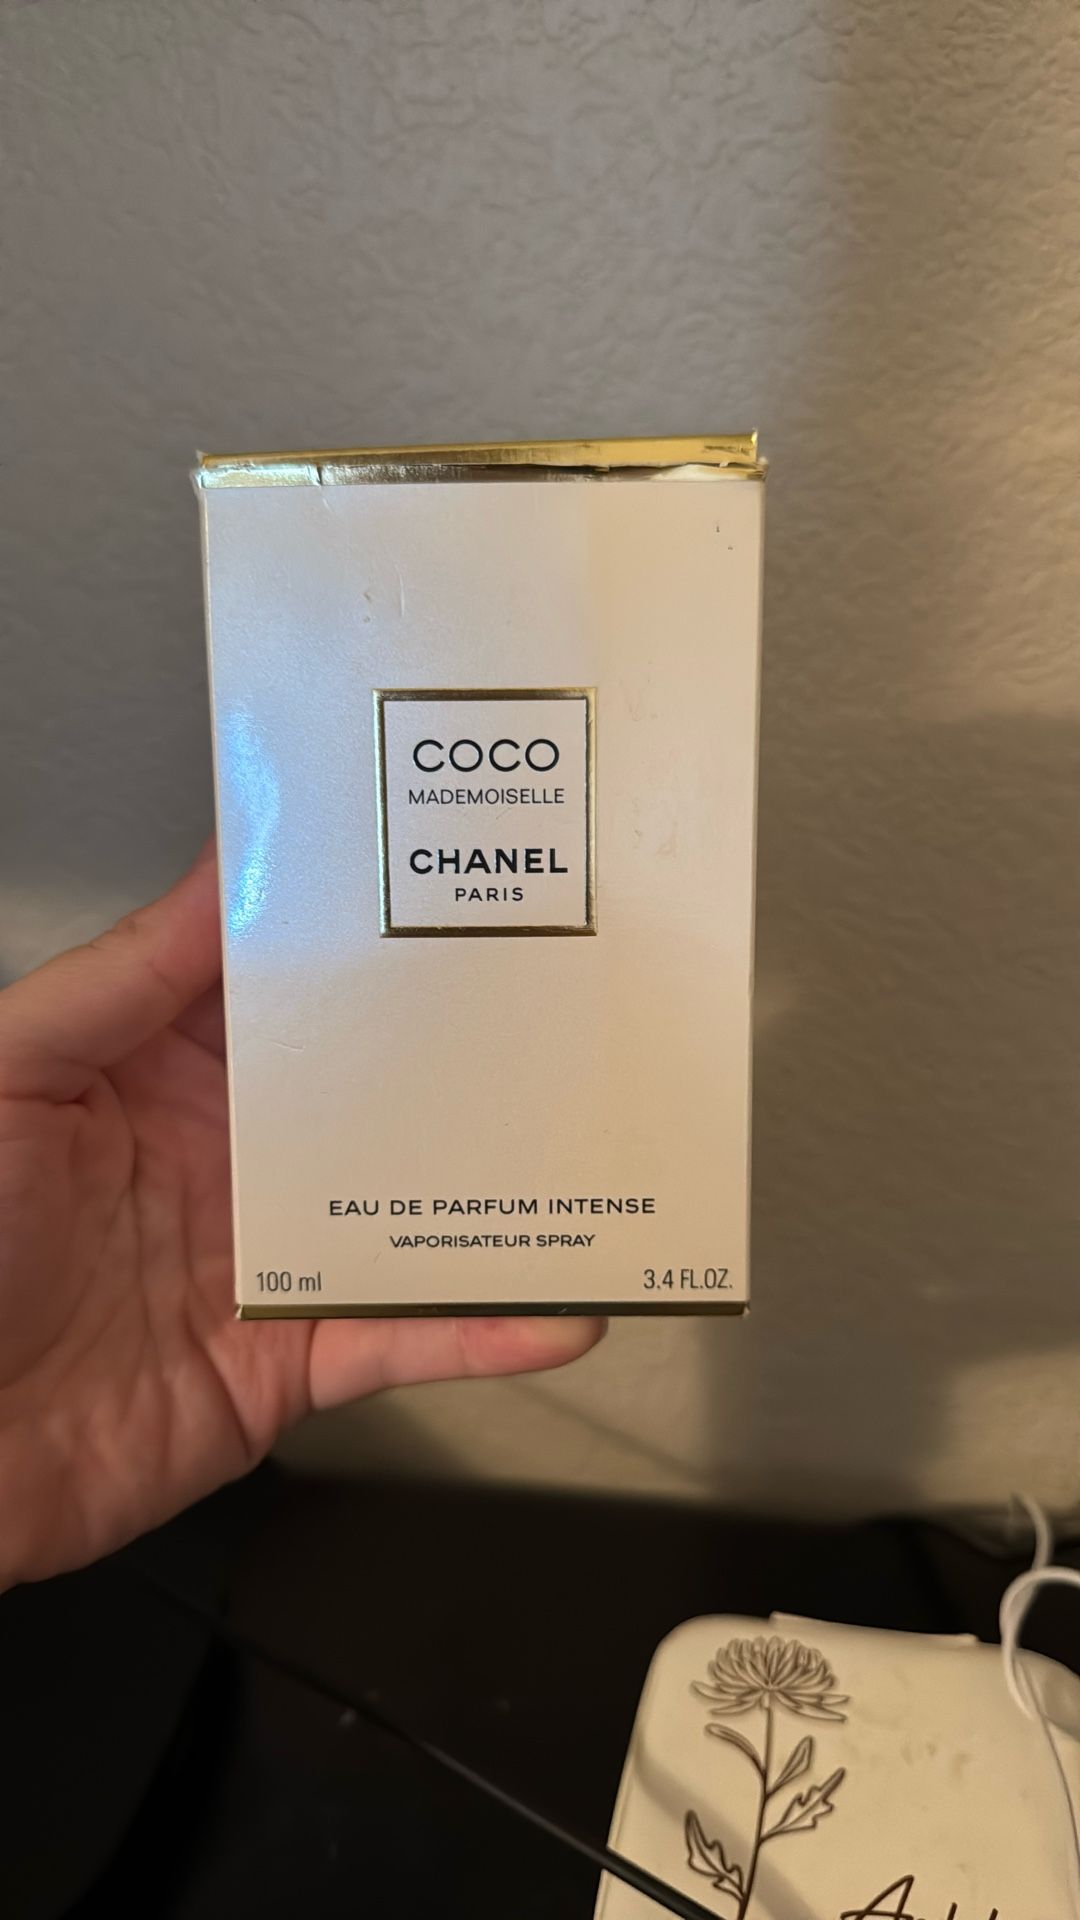 COCO
MADEMOISELLE
CHANEL
PARIS
EAU DE PARFUM INTENSE
VAPORISATEUR SPRAY
100 ml
3.4 FL.OZ.